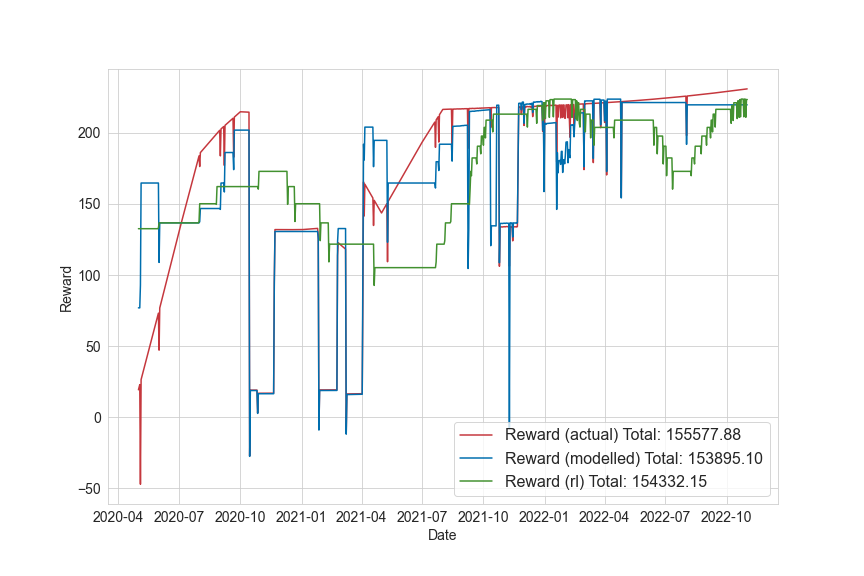 200
150
100
50
0
−50
Reward
2020-04 2020-07 2020-10 2021-01 2021-04 2021-07 2021-10 2022-01 2022-04 2022-07 2022-10
Date
Reward (actual) Total: 155577.88
Reward (modelled) Total: 153895.10
Reward (rl) Total: 154332.15